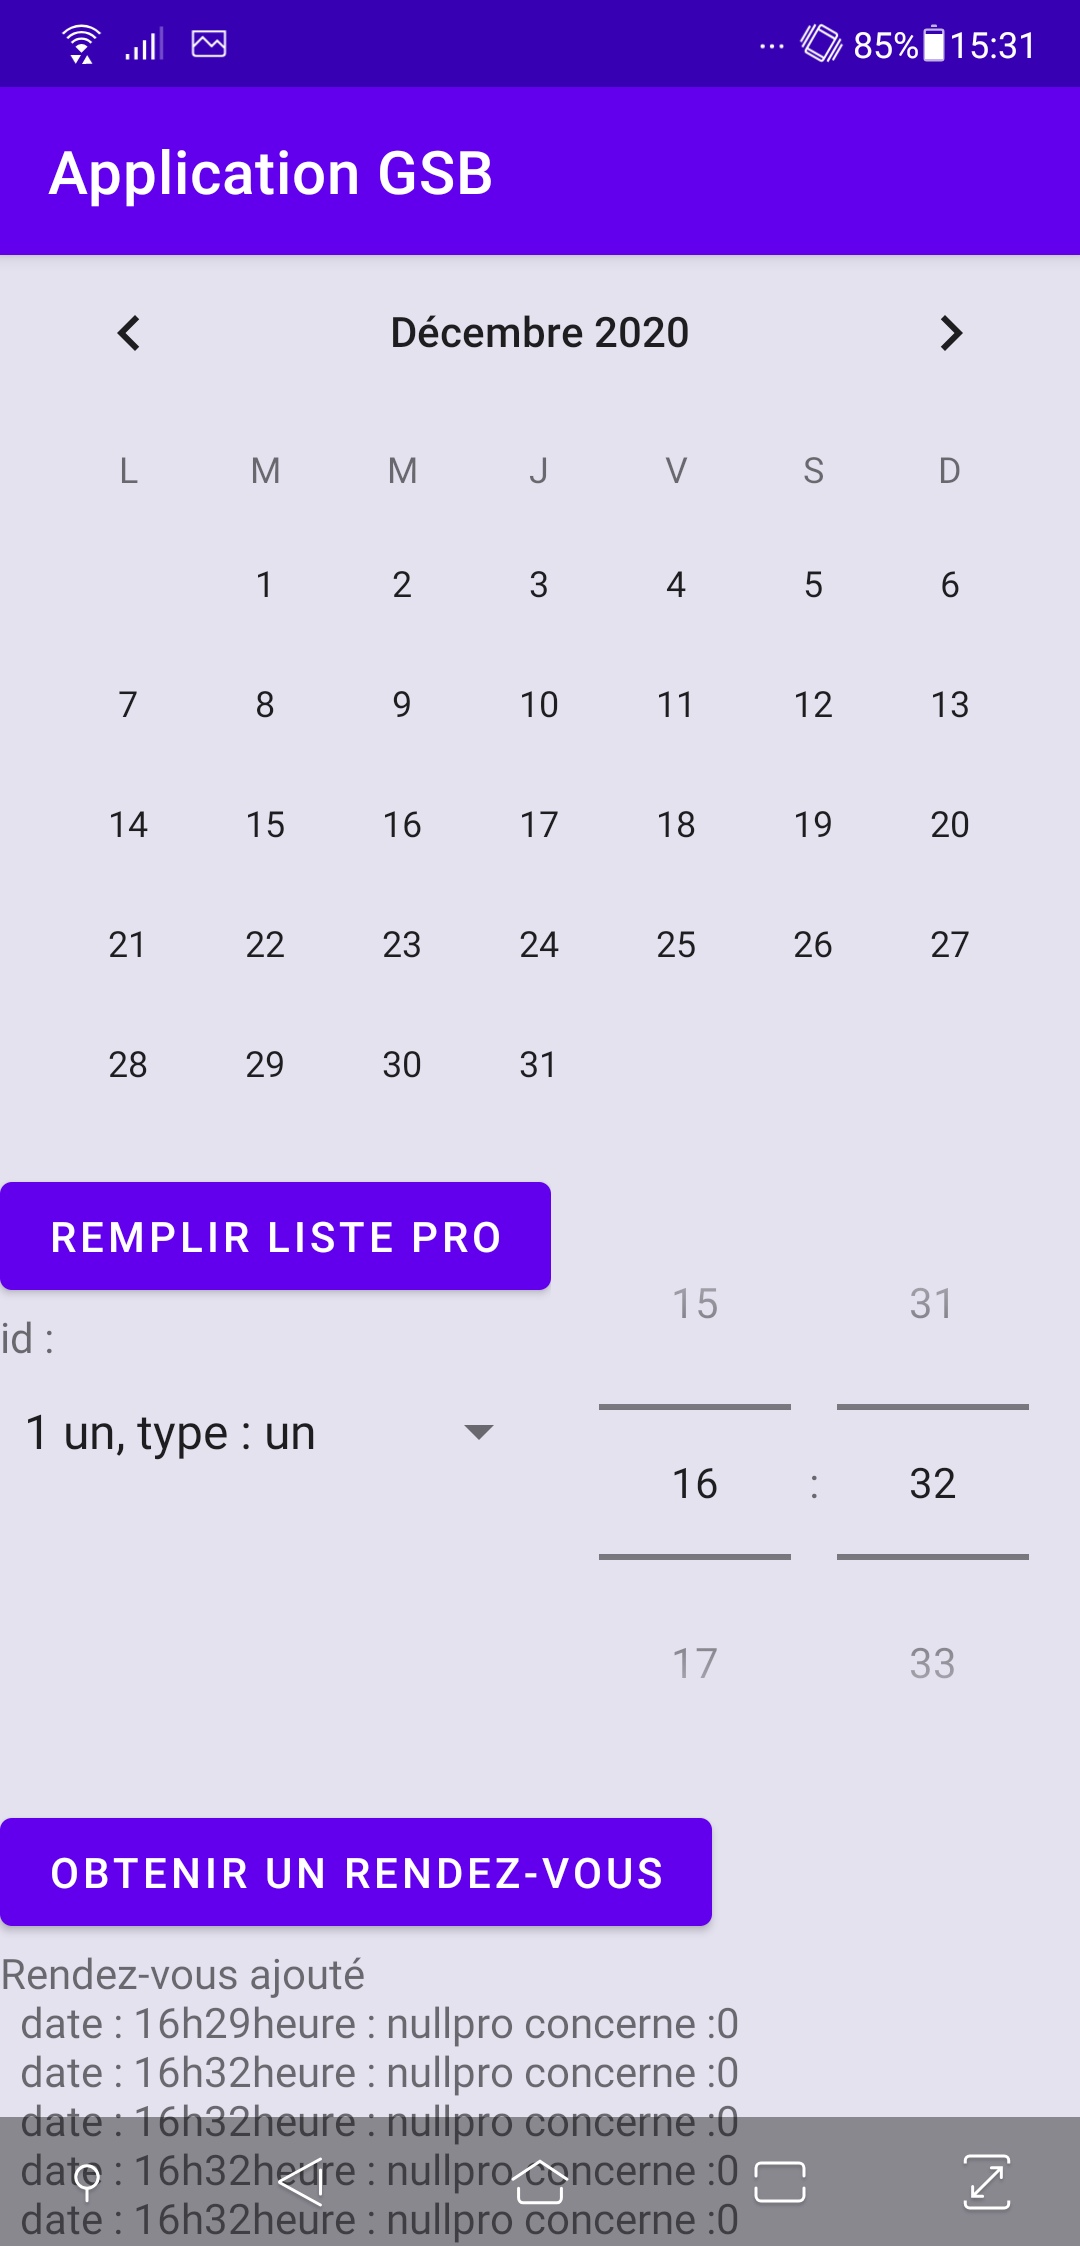 85% 15:31
Application GSB
Décembre 2020
L M M J V S D
1 2 3 4 5 6
7 8 9 10 11 12 13
14 15 16 17 18 19 20
21 22 23 24 25 26 27
28 29 30 31
REMPLIR LISTE PRO
id :
1 un, type : un
15 31
16 : 32
17 33
OBTENIR UN RENDEZ-VOUS
Rendez-vous ajouté
date : 16h29heure : nullpro concerne :0
date : 16h32heure : nullpro concerne :0
date : 16h32heure : nullpro concerne :0
date : 16h32heure : nullpro concerne :0
date : 16h32heure : nullpro concerne :0